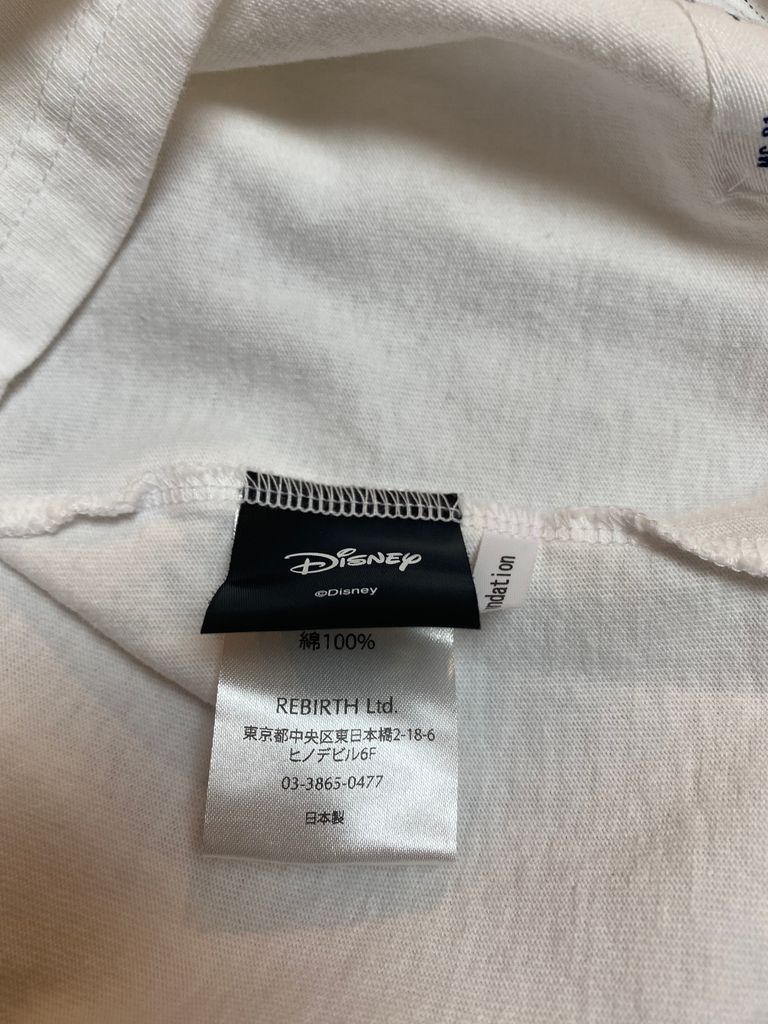 Disney
©Disney
綿100%
REBIRTH Ltd.
東京都中央区東日本橋2-18-6
ヒノデビル6F
03-3865-0477
日本製
ndation